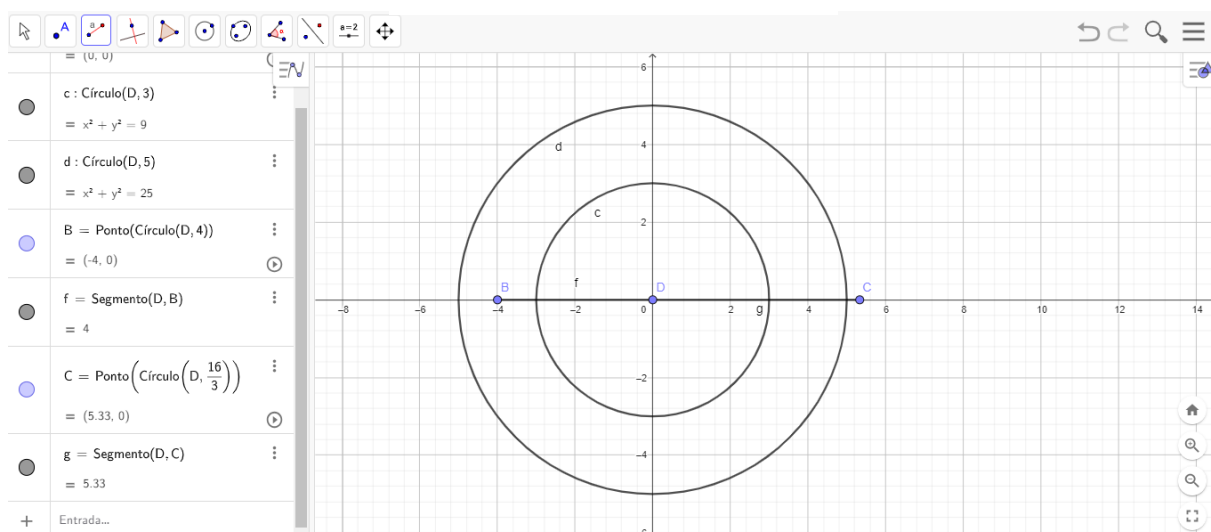 A
a
a=2
= (0, 0)
c : Círculo(D, 3)
= x² + y² = 9
d : Círculo(D, 5)
= x² + y² = 25
B = Ponto(Círculo(D, 4))
= (-4, 0)
f = Segmento(D, B)
= 4
C = Ponto(Círculo(D, 16/3))
= (5.33, 0)
g = Segmento(D, C)
= 5.33
+ Entrada...
6
d
4
c
2
B f D C
−8 −6 −4 −2 0 2 g 4 6 8 10 12 14
−2
−4